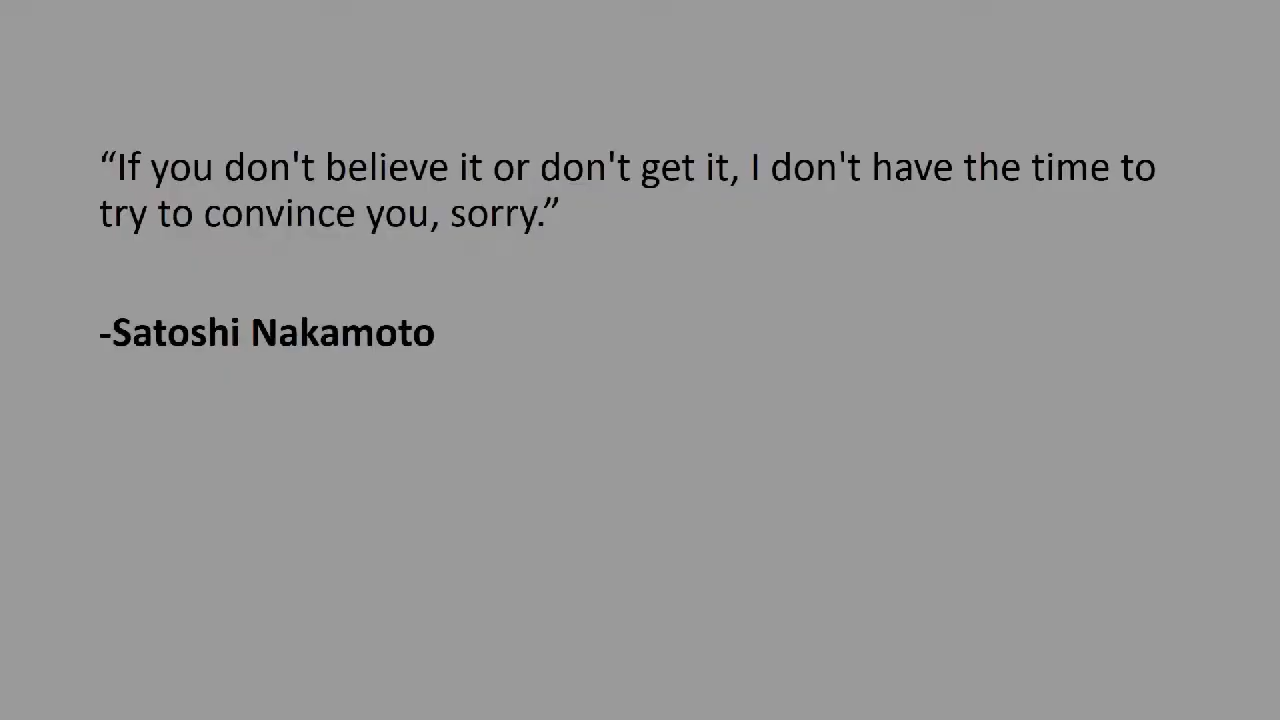 “If you don't believe it or don't get it, I don't have the time to
try to convince you, sorry.”
-Satoshi Nakamoto